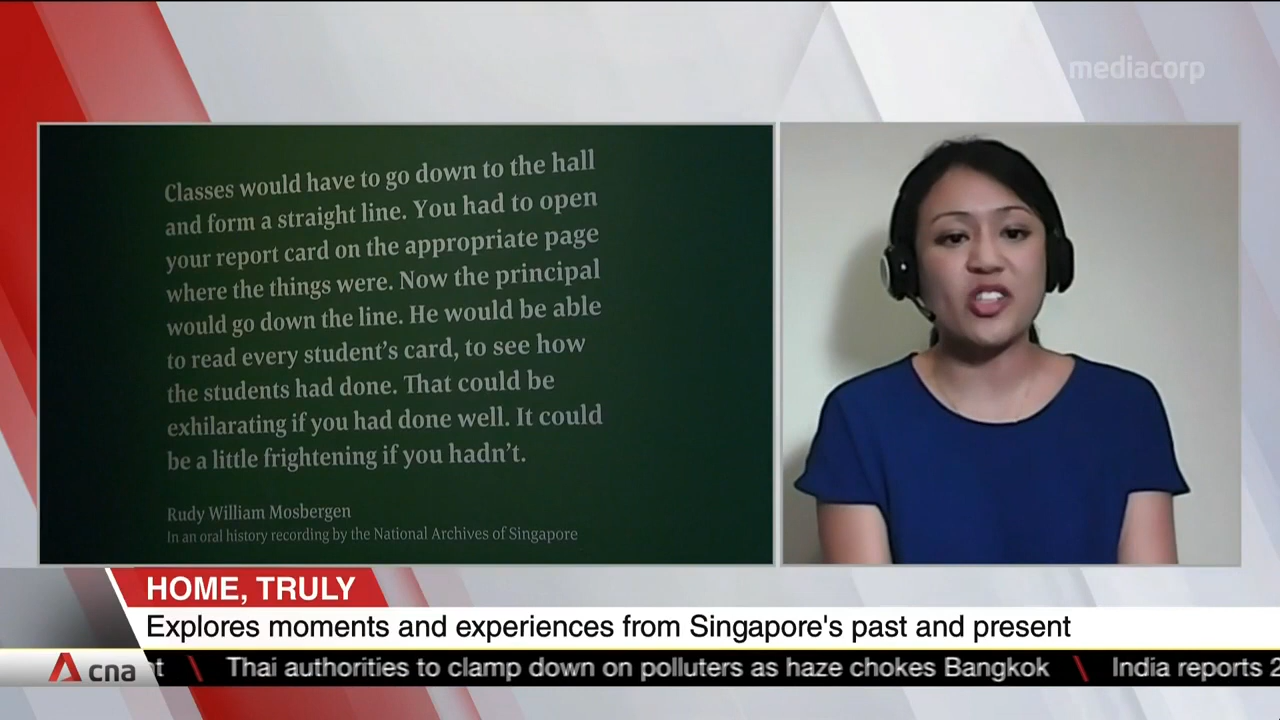 mediacorp
Classes would have to go down to the hall
and form a straight line. You had to open
your report card on the appropriate page
where the things were. Now the principal
would go down the line. He would be able
to read every student's card, to see how
the students had done. That could be
exhilarating if you had done well. It could
be a little frightening if you hadn't.
Rudy William Mosbergen
In an oral history recording by the National Archives of Singapore
HOME, TRULY
Explores moments and experiences from Singapore's past and present
cna
t \ Thai authorities to clamp down on polluters as haze chokes Bangkok \ India reports 2